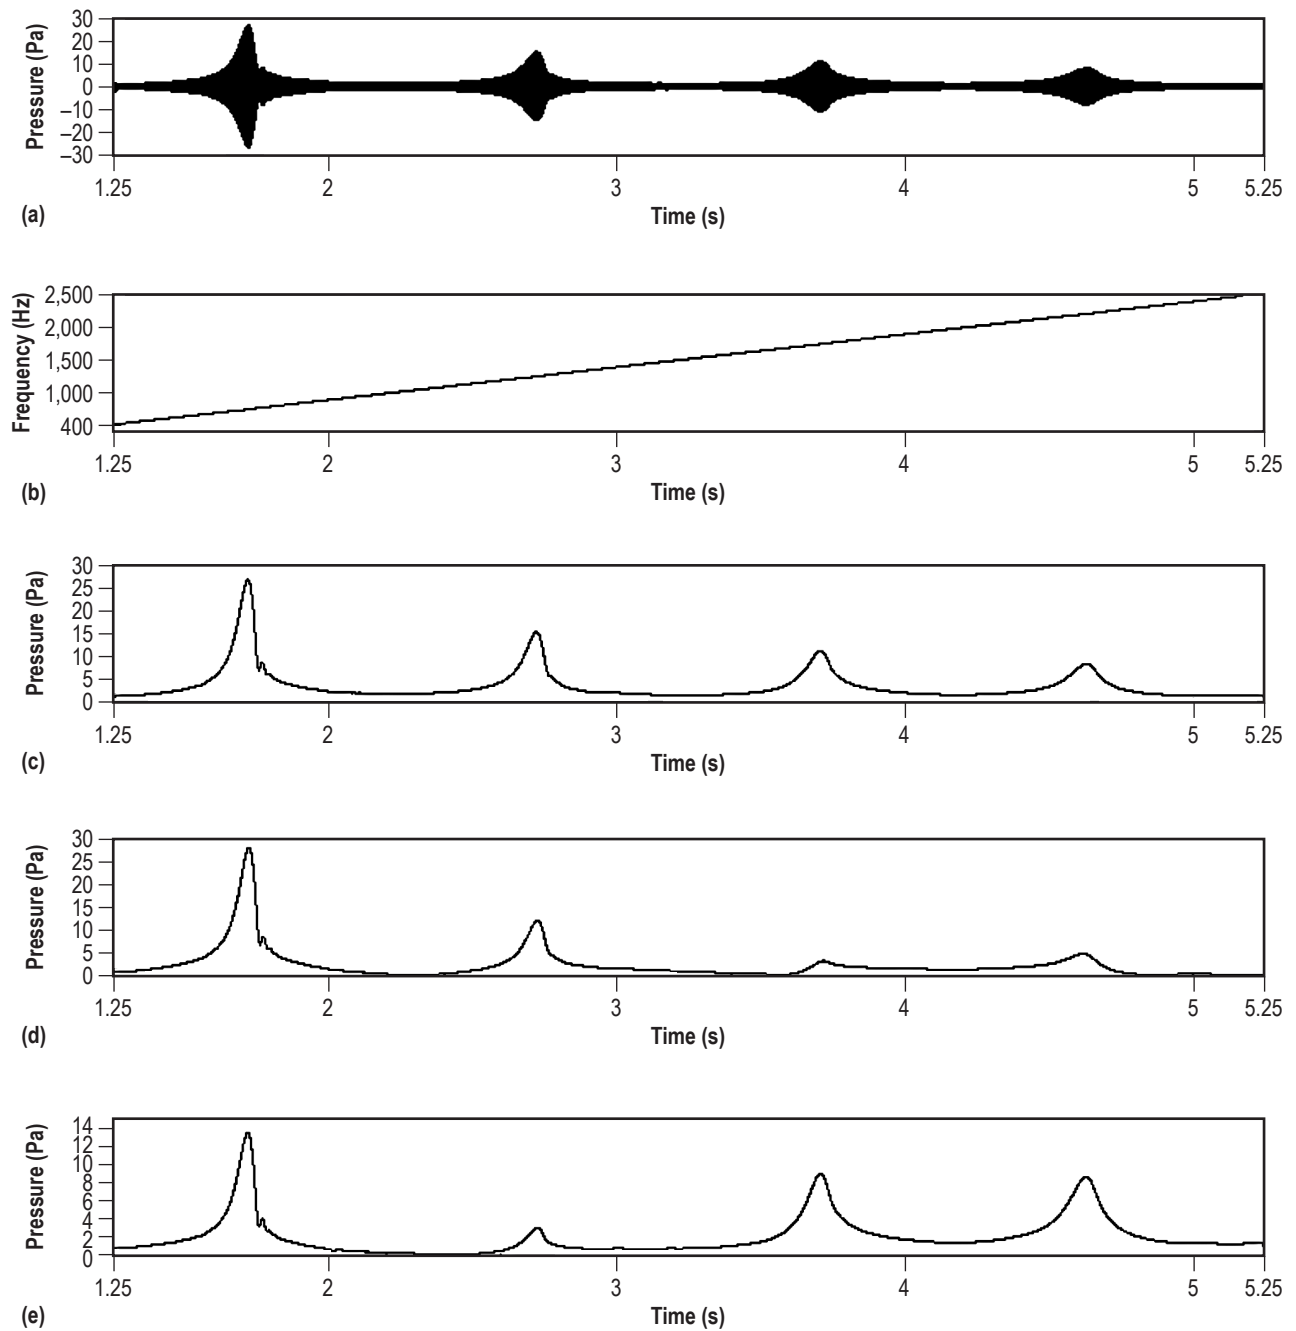 30
20
10
0
–10
–20
–30
Pressure (Pa)
1.25 2 3 4 5 5.25
Time (s)
(a)
2,500
2,000
1,500
1,000
400
Frequency (Hz)
1.25 2 3 4 5 5.25
Time (s)
(b)
30
25
20
15
10
5
0
Pressure (Pa)
1.25 2 3 4 5 5.25
Time (s)
(c)
30
25
20
15
10
5
0
Pressure (Pa)
1.25 2 3 4 5 5.25
Time (s)
(d)
14
12
10
8
6
4
2
0
Pressure (Pa)
1.25 2 3 4 5 5.25
Time (s)
(e)